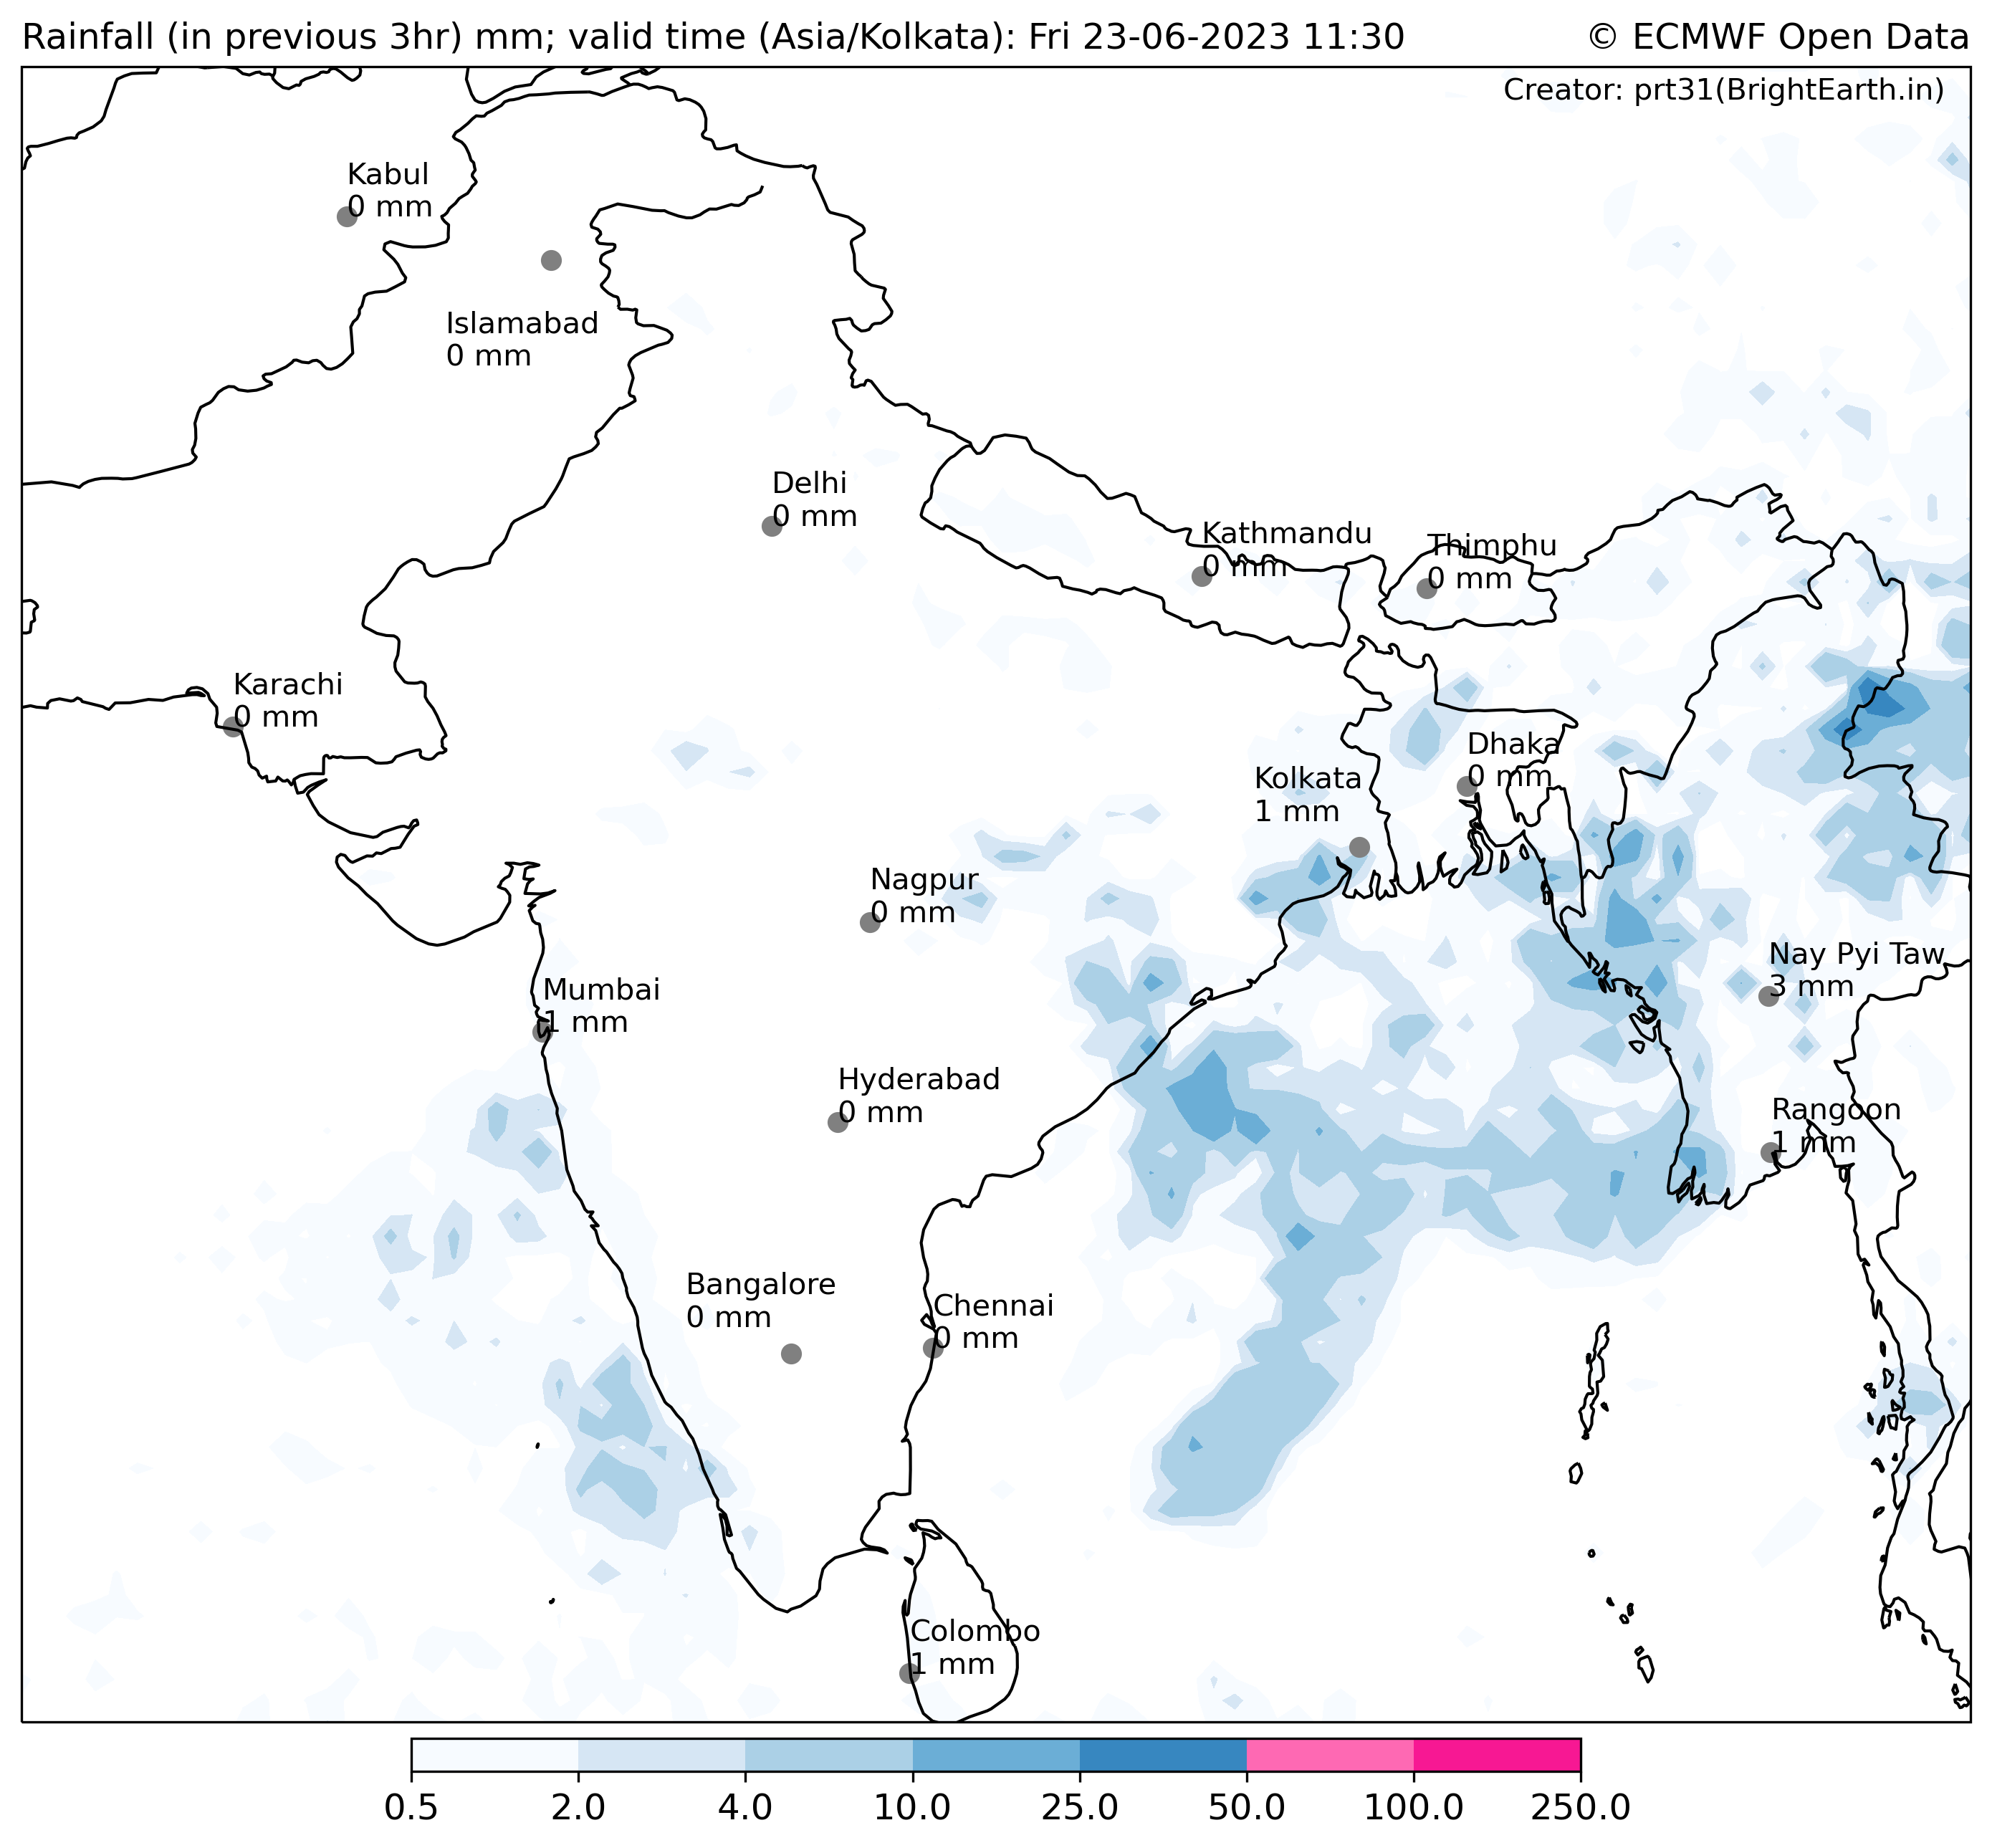 Rainfall (in previous 3hr) mm; valid time (Asia/Kolkata): Fri 23-06-2023 11:30
© ECMWF Open Data
Creator: prt31(BrightEarth.in)
Kabul
0 mm
Islamabad
0 mm
Delhi
0 mm
Kathmandu
0 mm
Thimphu
0 mm
Karachi
0 mm
Dhaka
0 mm
Kolkata
1 mm
Nagpur
0 mm
Nay Pyi Taw
3 mm
Mumbai
1 mm
Hyderabad
0 mm
Rangoon
1 mm
Bangalore
0 mm
Chennai
0 mm
Colombo
1 mm
0.5 2.0 4.0 10.0 25.0 50.0 100.0 250.0